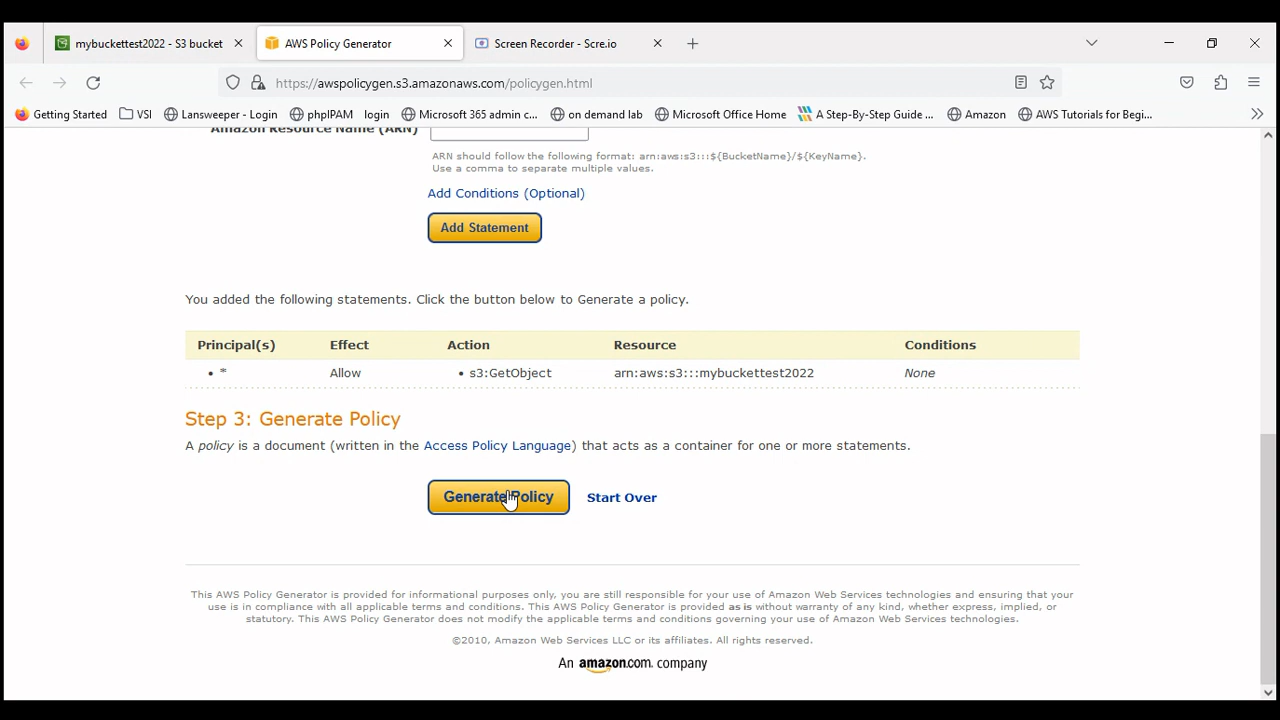 mybuckettest2022 - S3 bucket
AWS Policy Generator
Screen Recorder - Scre.io
https://awspolicygen.s3.amazonaws.com/policygen.html
Getting Started VSI Lansweeper - Login phpIPAM login Microsoft 365 admin c... on demand lab Microsoft Office Home A Step-By-Step Guide ... Amazon AWS Tutorials for Begi...
Amazon Resource Name (ARN)
ARN should follow the following format: arn:aws:s3:::${BucketName}/${KeyName}.
Use a comma to separate multiple values.
Add Conditions (Optional)
Add Statement
You added the following statements. Click the button below to Generate a policy.
Principal(s) Effect Action Resource Conditions
• * Allow • s3:GetObject arn:aws:s3:::mybuckettest2022 None
Step 3: Generate Policy
A policy is a document (written in the Access Policy Language) that acts as a container for one or more statements.
Generate Policy Start Over
This AWS Policy Generator is provided for informational purposes only, you are still responsible for your use of Amazon Web Services technologies and ensuring that your
use is in compliance with all applicable terms and conditions. This AWS Policy Generator is provided as is without warranty of any kind, whether express, implied, or
statutory. This AWS Policy Generator does not modify the applicable terms and conditions governing your use of Amazon Web Services technologies.
©2010, Amazon Web Services LLC or its affiliates. All rights reserved.
An amazon.com. company